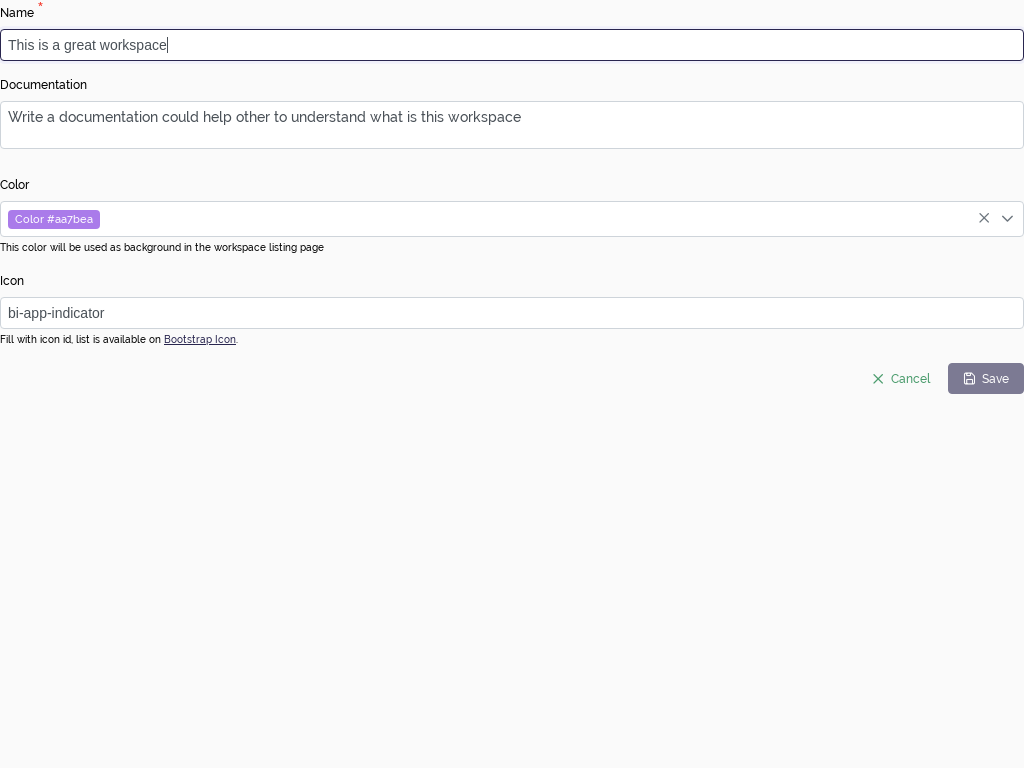 Name *
This is a great workspace
Documentation
Write a documentation could help other to understand what is this workspace
Color
Color #aa7bea
This color will be used as background in the workspace listing page
Icon
bi-app-indicator
Fill with icon id, list is available on Bootstrap Icon.
Cancel
Save